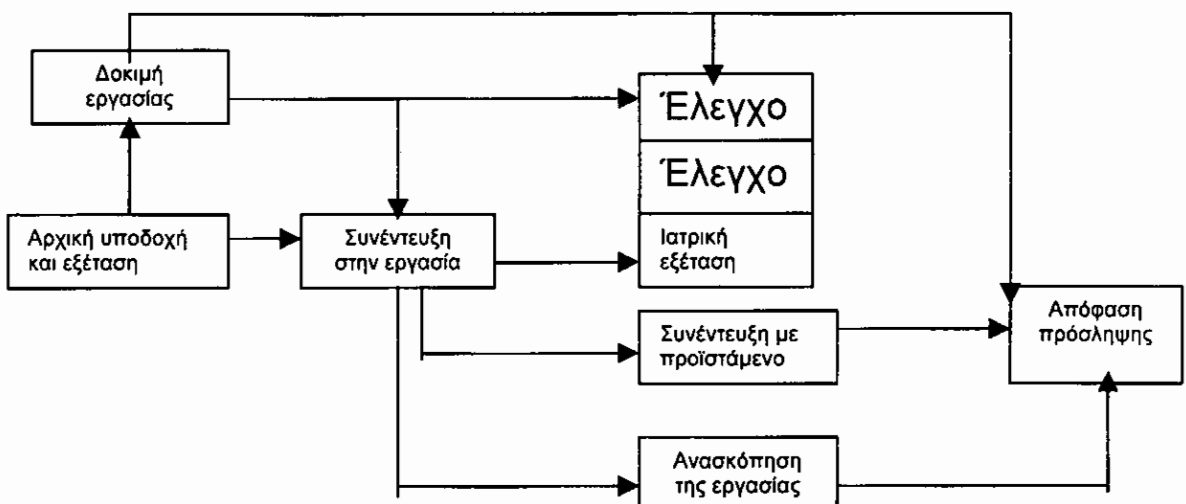 Δοκιμή
εργασίας
Έλεγχο
Έλεγχο
Αρχική υποδοχή
και εξέταση
Συνέντευξη
στην εργασία
Ιατρική
εξέταση
Συνέντευξη με
προϊστάμενο
Απόφαση
πρόσληψης
Ανασκόπηση
της εργασίας